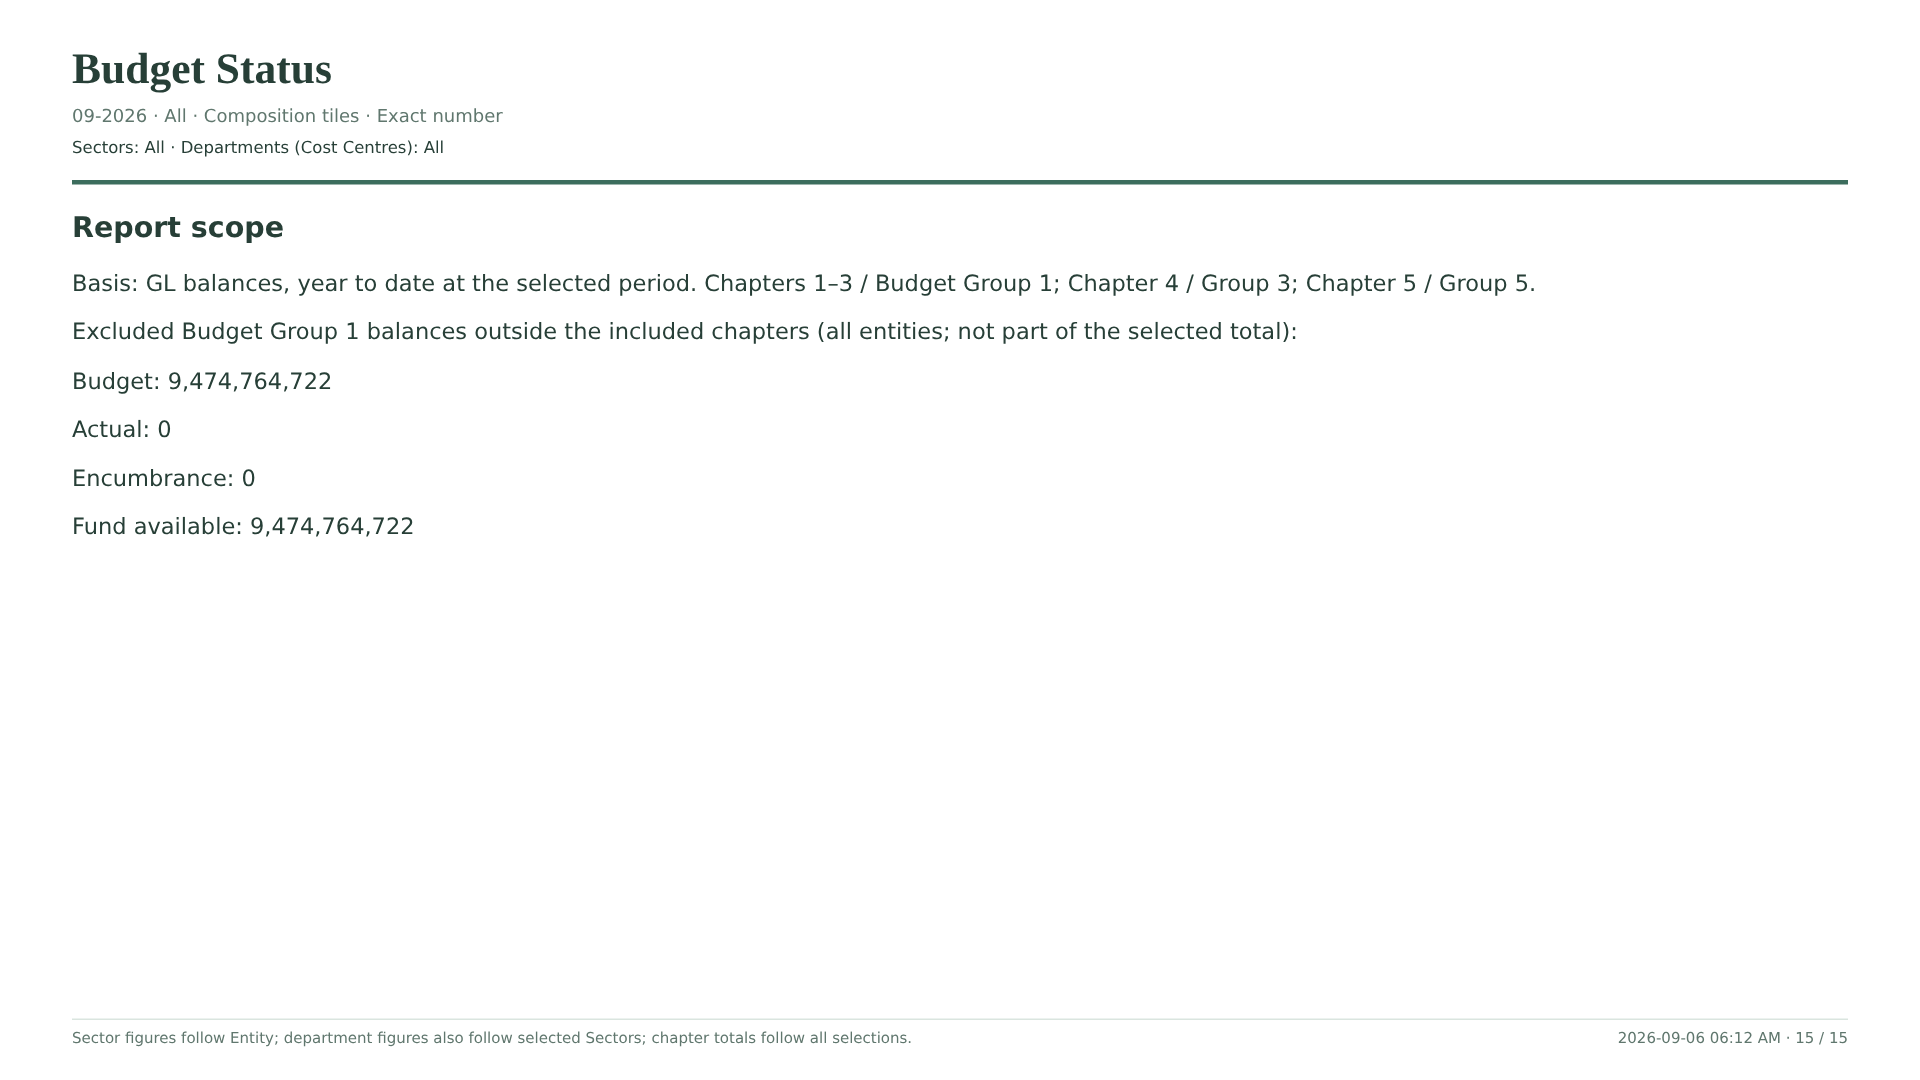 Budget Status
09-2026 · All · Composition tiles · Exact number
Sectors: All · Departments (Cost Centres): All
Report scope
Basis: GL balances, year to date at the selected period. Chapters 1–3 / Budget Group 1; Chapter 4 / Group 3; Chapter 5 / Group 5.
Excluded Budget Group 1 balances outside the included chapters (all entities; not part of the selected total):
Budget: 9,474,764,722
Actual: 0
Encumbrance: 0
Fund available: 9,474,764,722
Sector figures follow Entity; department figures also follow selected Sectors; chapter totals follow all selections.
2026-09-06 06:12 AM · 15 / 15